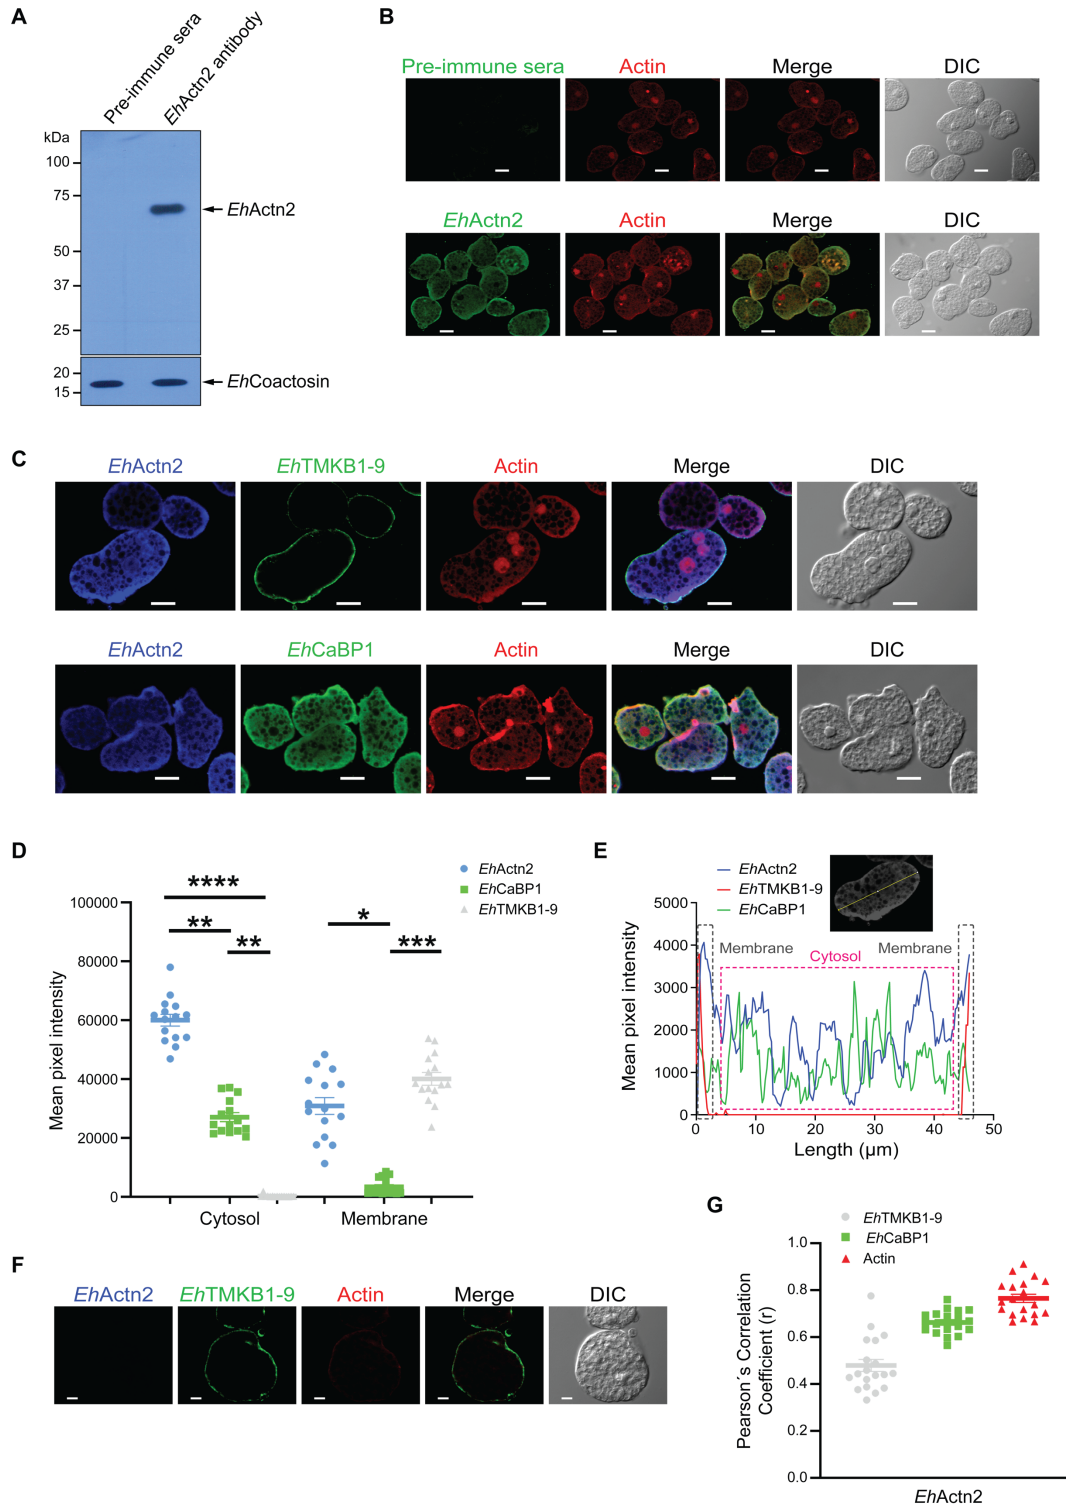 A
Pre-immune sera
EhActn2 antibody
kDa
100
75
50
37
25
20
15
EhActn2
EhCoactosin
B
Pre-immune sera Actin Merge DIC
EhActn2 Actin Merge DIC
C
EhActn2 EhTMKB1-9 Actin Merge DIC
EhActn2 EhCaBP1 Actin Merge DIC
D
EhActn2
EhCaBP1
EhTMKB1-9
Mean pixel intensity
100000
80000
60000
40000
20000
0
****
**
**
*
***
Cytosol Membrane
E
EhActn2
EhTMKB1-9
EhCaBP1
Mean pixel intensity
5000
4000
3000
2000
1000
0
Membrane Membrane
Cytosol
0 10 20 30 40 50
Length (µm)
F
EhActn2 EhTMKB1-9 Actin Merge DIC
G
EhTMKB1-9
EhCaBP1
Actin
Pearson´s Correlation
Coefficient (r)
1.0
0.8
0.6
0.4
0.2
0.0
EhActn2